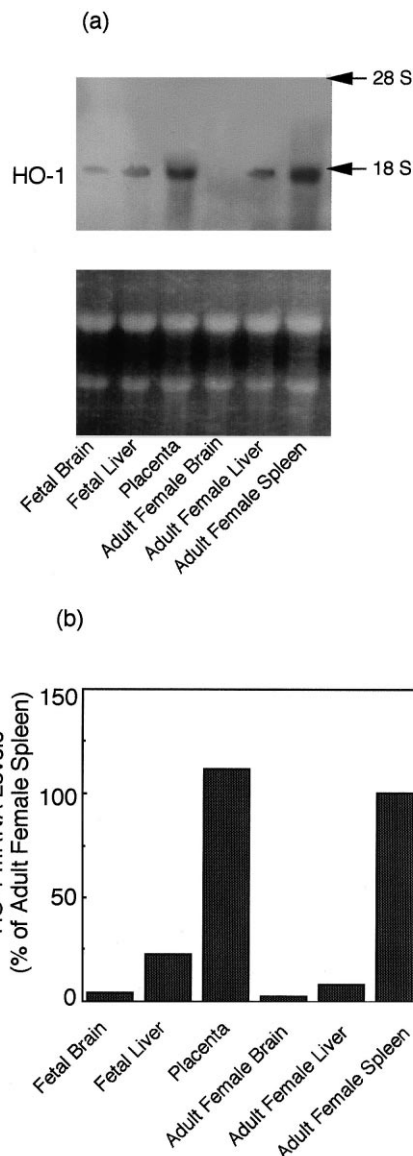 (a)
28 S
HO-1
18 S
Fetal Brain
Fetal Liver
Placenta
Adult Female Brain
Adult Female Liver
Adult Female Spleen
(b)
(% of Adult Female Spleen)
150
100
50
0
Fetal Brain
Fetal Liver
Placenta
Adult Female Brain
Adult Female Liver
Adult Female Spleen